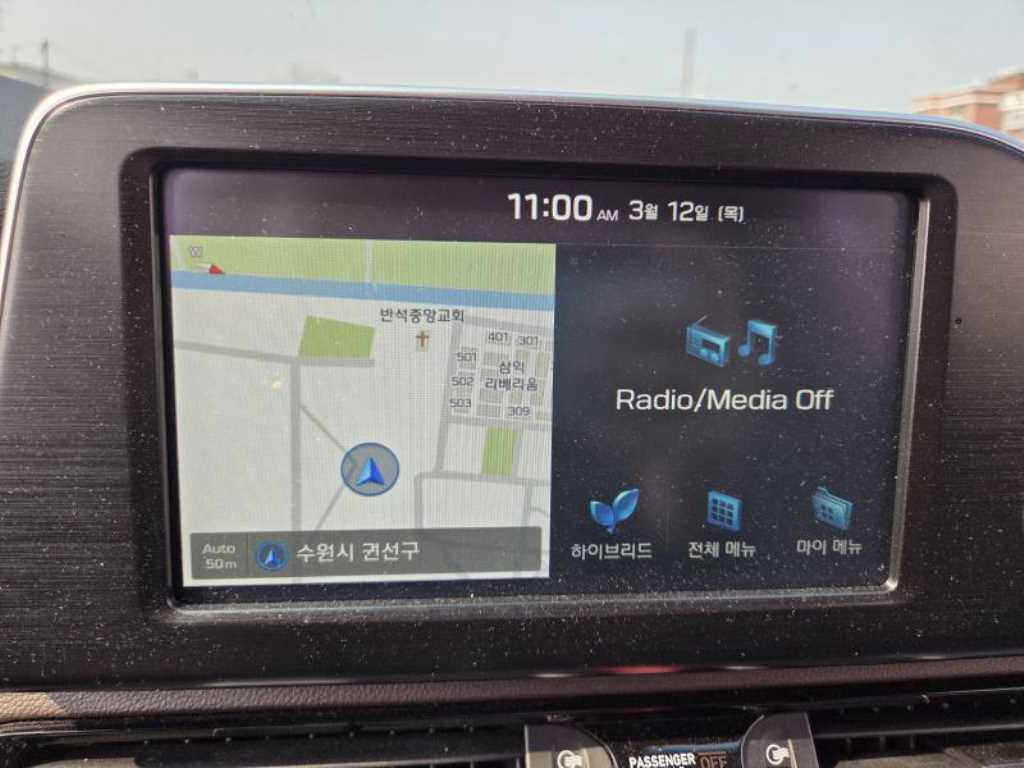 11:00 AM 3월 12일 (목)
W
반석중앙교회
401 301
501
삼익
502
리베리움
503
309
Radio/Media Off
Auto
50m
수원시 권선구
하이브리드
전체 메뉴
마이 메뉴
PASSENGER OFF